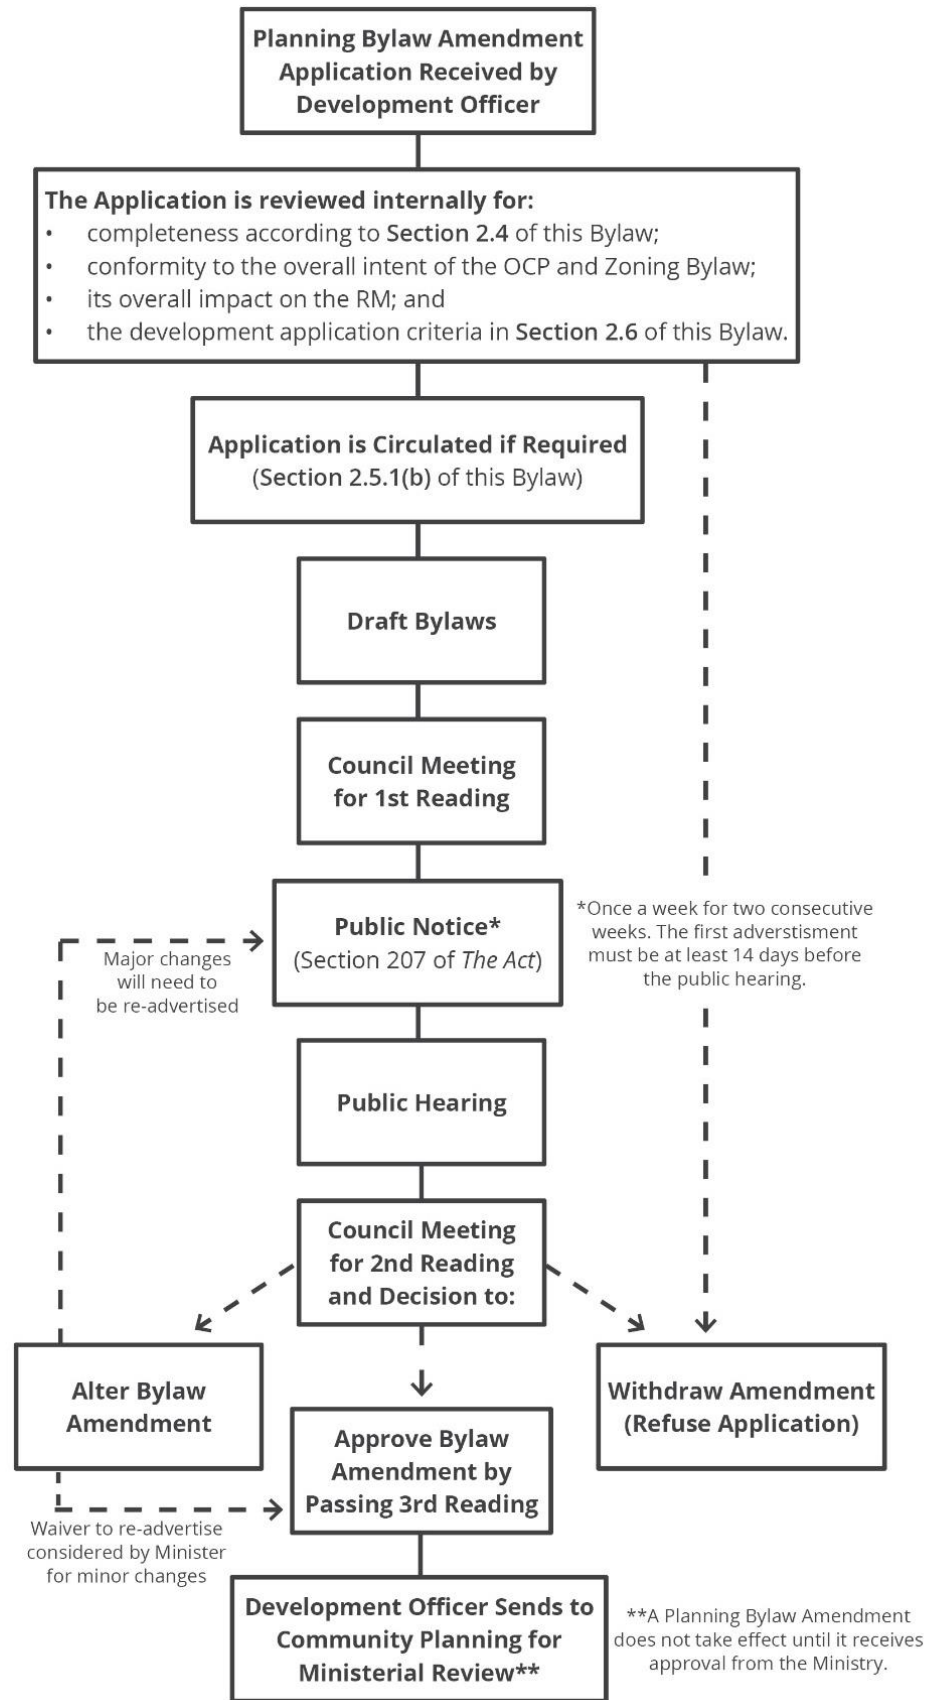 Planning Bylaw Amendment
Application Received by
Development Officer
The Application is reviewed internally for:
• completeness according to Section 2.4 of this Bylaw;
• conformity to the overall intent of the OCP and Zoning Bylaw;
• its overall impact on the RM; and
• the development application criteria in Section 2.6 of this Bylaw.
Application is Circulated if Required
(Section 2.5.1(b) of this Bylaw)
Draft Bylaws
Council Meeting
for 1st Reading
Public Notice*
(Section 207 of The Act)
*Once a week for two consecutive
weeks. The first adverstisment
must be at least 14 days before
the public hearing.
Major changes
will need to
be re-advertised
Public Hearing
Council Meeting
for 2nd Reading
and Decision to:
Alter Bylaw
Amendment
Approve Bylaw
Amendment by
Passing 3rd Reading
Withdraw Amendment
(Refuse Application)
Waiver to re-advertise
considered by Minister
for minor changes
Development Officer Sends to
Community Planning for
Ministerial Review**
**A Planning Bylaw Amendment
does not take effect until it receives
approval from the Ministry.